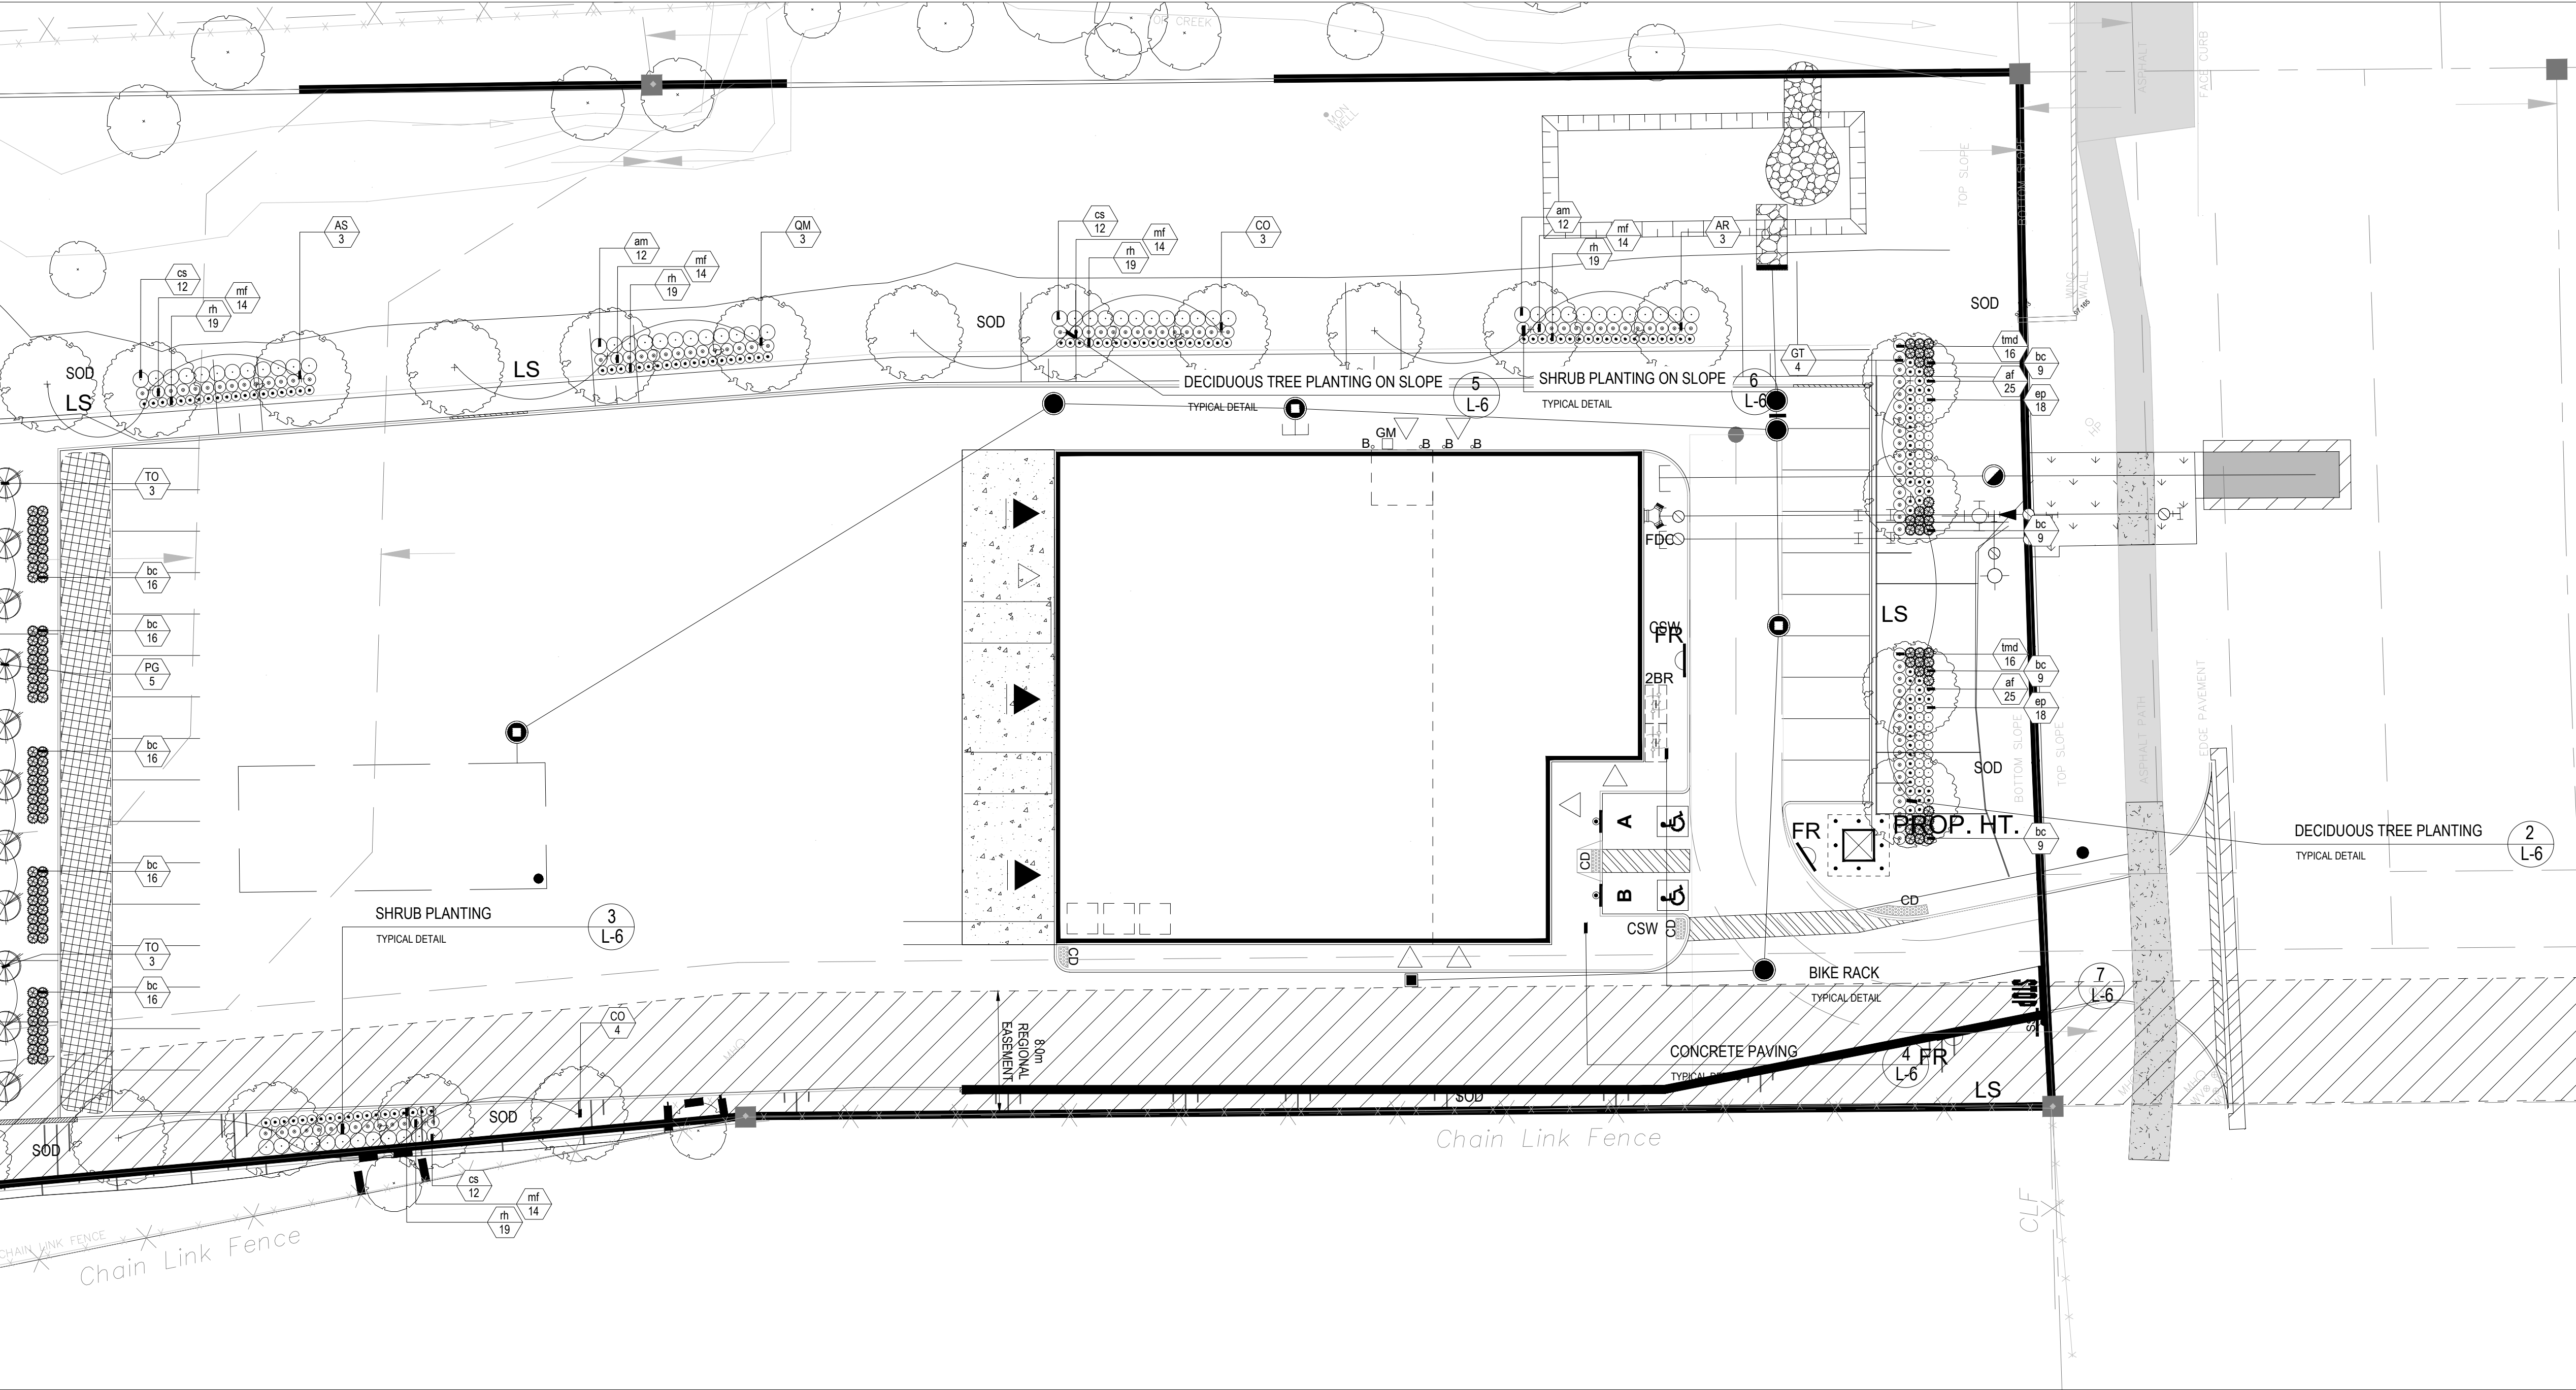 TOP CREEK
ASPHALT
FACE CURB
MON
WELL
TOP SLOPE
BOTTOM SLOPE
AS
3
QM
3
cs
12
mf
14
rh
19
CO
3
am
12
mf
14
rh
19
AR
3
am
12
mf
14
rh
19
cs
12
mf
14
rh
19
WING
WALL
SOD
SOD
SOD
LS
LS
GT
4
tmd
16
bc
9
af
25
ep
18
DECIDUOUS TREE PLANTING ON SLOPE
TYPICAL DETAIL
5
L-6
SHRUB PLANTING ON SLOPE
TYPICAL DETAIL
6
L-6
GM
B
B
B
B
HP
TO
3
bc
16
bc
16
PG
5
bc
16
bc
16
TO
3
bc
16
bc
9
FDC
CSW
FR
2BR
LS
tmd
16
bc
9
af
25
ep
18
SOD
BOTTOM SLOPE
TOP SLOPE
ASPHALT PATH
EDGE PAVEMENT
A
B
CD
CSW
CD
CD
CD
FR
PROP. HT.
bc
9
DECIDUOUS TREE PLANTING
TYPICAL DETAIL
2
L-6
SHRUB PLANTING
TYPICAL DETAIL
3
L-6
BIKE RACK
TYPICAL DETAIL
7
L-6
STOP
CO
4
8.0m
REGIONAL
EASEMENT
CONCRETE PAVING
TYPICAL DETAIL
4
L-6
FR
LS
SOD
SOD
SOD
Chain Link Fence
cs
12
mf
14
rh
19
CHAIN LINK FENCE
Chain Link Fence
CLF